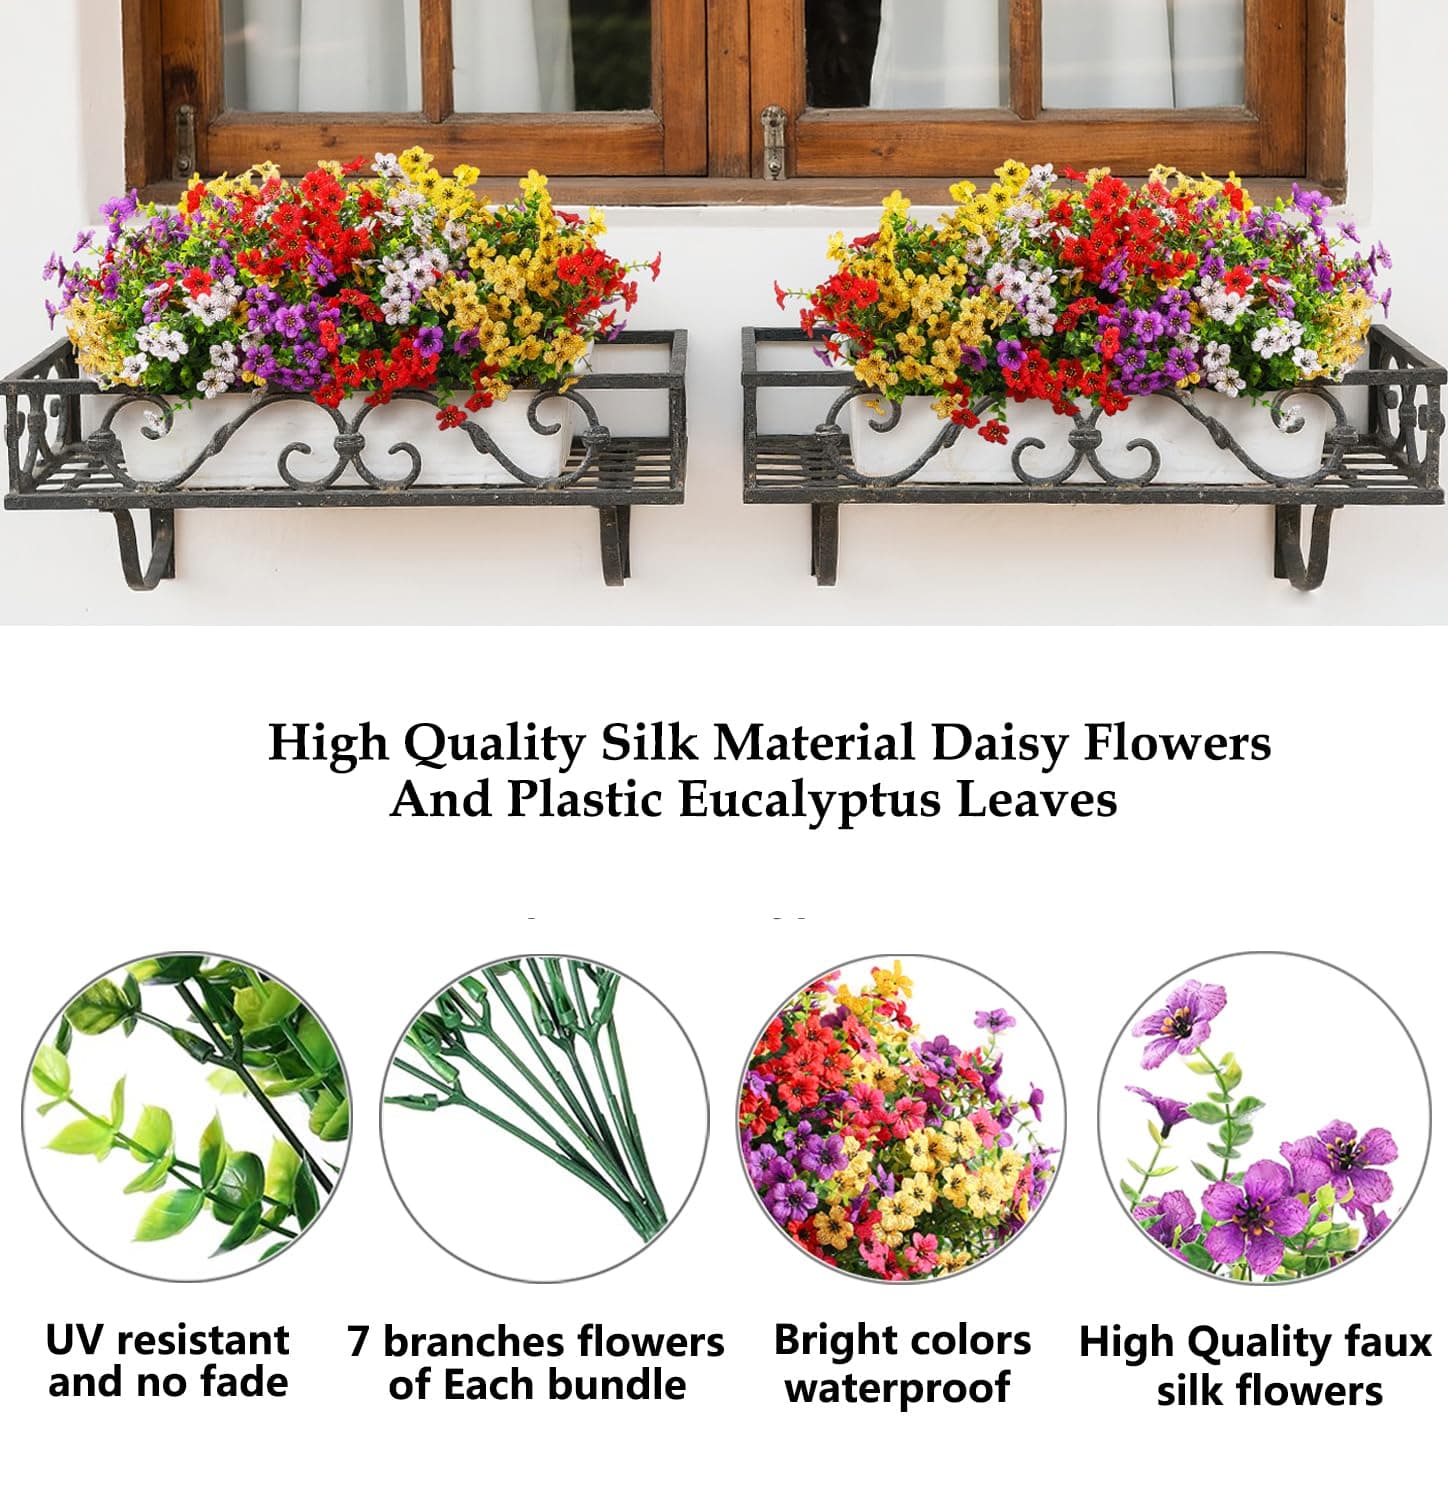 High Quality Silk Material Daisy Flowers
And Plastic Eucalyptus Leaves
UV resistant
and no fade
7 branches flowers
of Each bundle
Bright colors
waterproof
High Quality faux
silk flowers